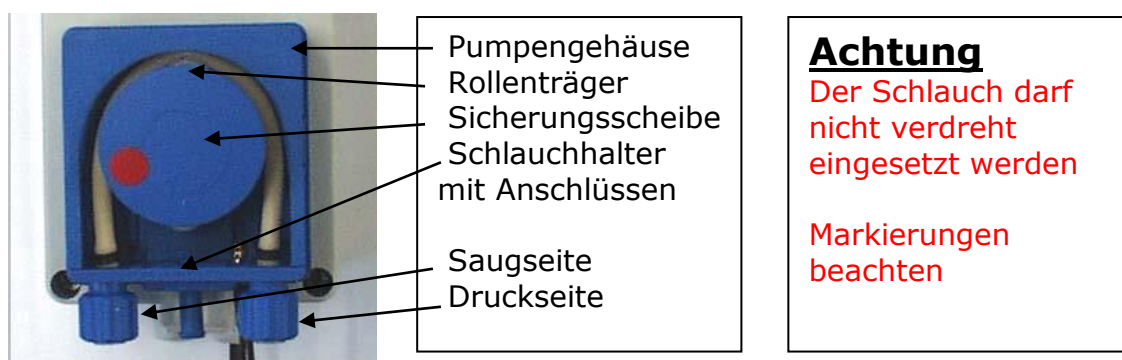 Pumpengehäuse
Rollenträger
Sicherungsscheibe
Schlauchhalter
mit Anschlüssen
Saugseite
Druckseite
Achtung
Der Schlauch darf
nicht verdreht
eingesetzt werden
Markierungen
beachten